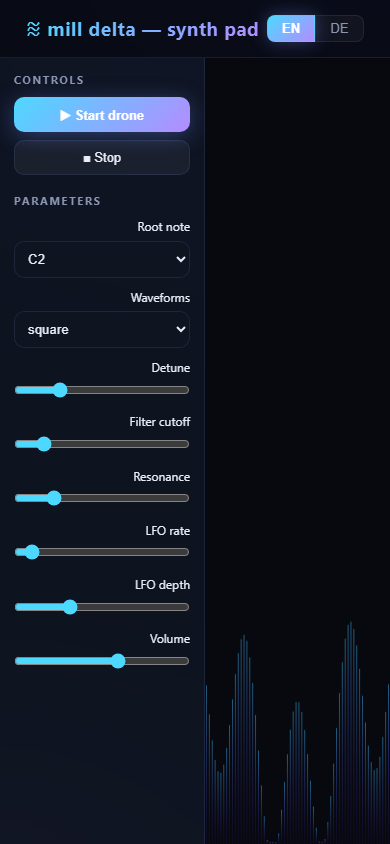 ≋ mill delta — synth pad
EN
DE
CONTROLS
▶ Start drone
■ Stop
PARAMETERS
Root note
C2
Waveforms
square
Detune
Filter cutoff
Resonance
LFO rate
LFO depth
Volume